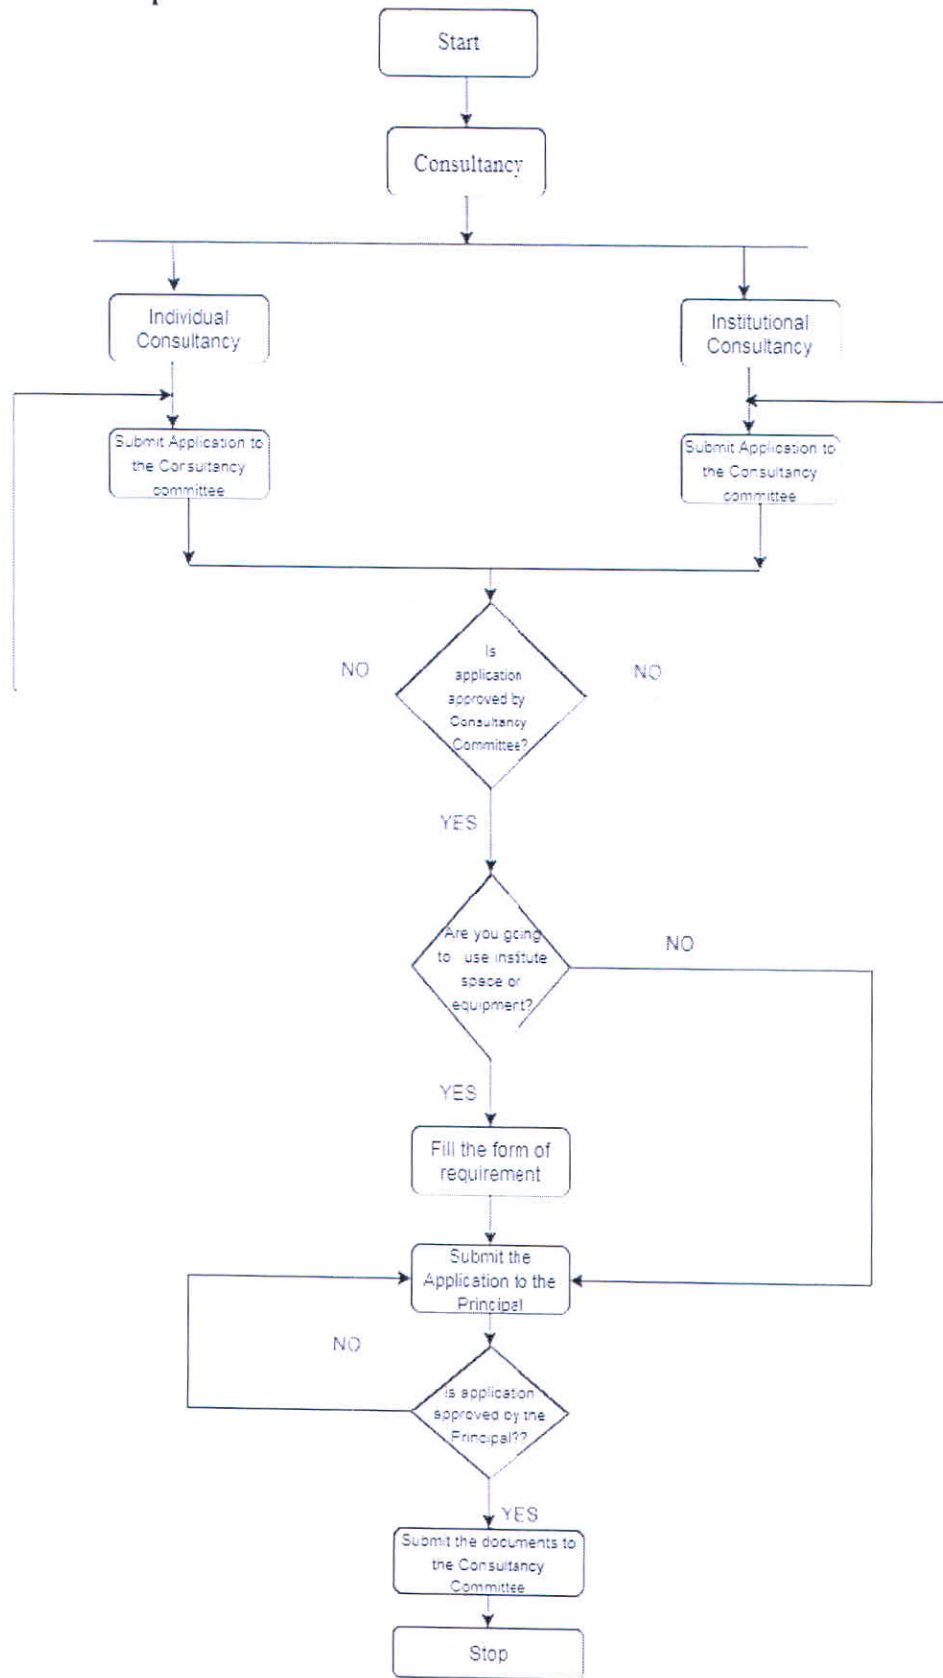 Start
Consultancy
Individual
Consultancy
Institutional
Consultancy
Submit Application to
the Consultancy
committee
Submit Application to
the Consultancy
committee
NO
Is
application
approved by
Consultancy
Committee?
NO
YES
Are you going
to use institute
space or
equipment?
NO
YES
Fill the form of
requirement
Submit the
Application to the
Principal
NO
Is application
approved by the
Principal??
YES
Submit the documents to
the Consultancy
Committee
Stop